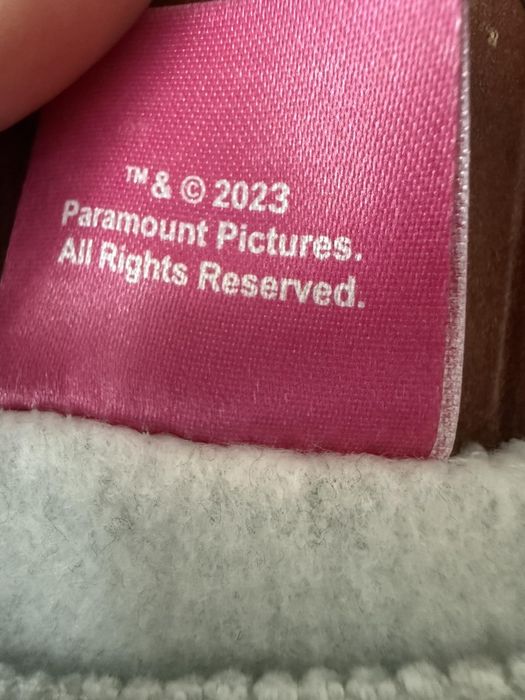 ™ & © 2023
Paramount Pictures.
All Rights Reserved.